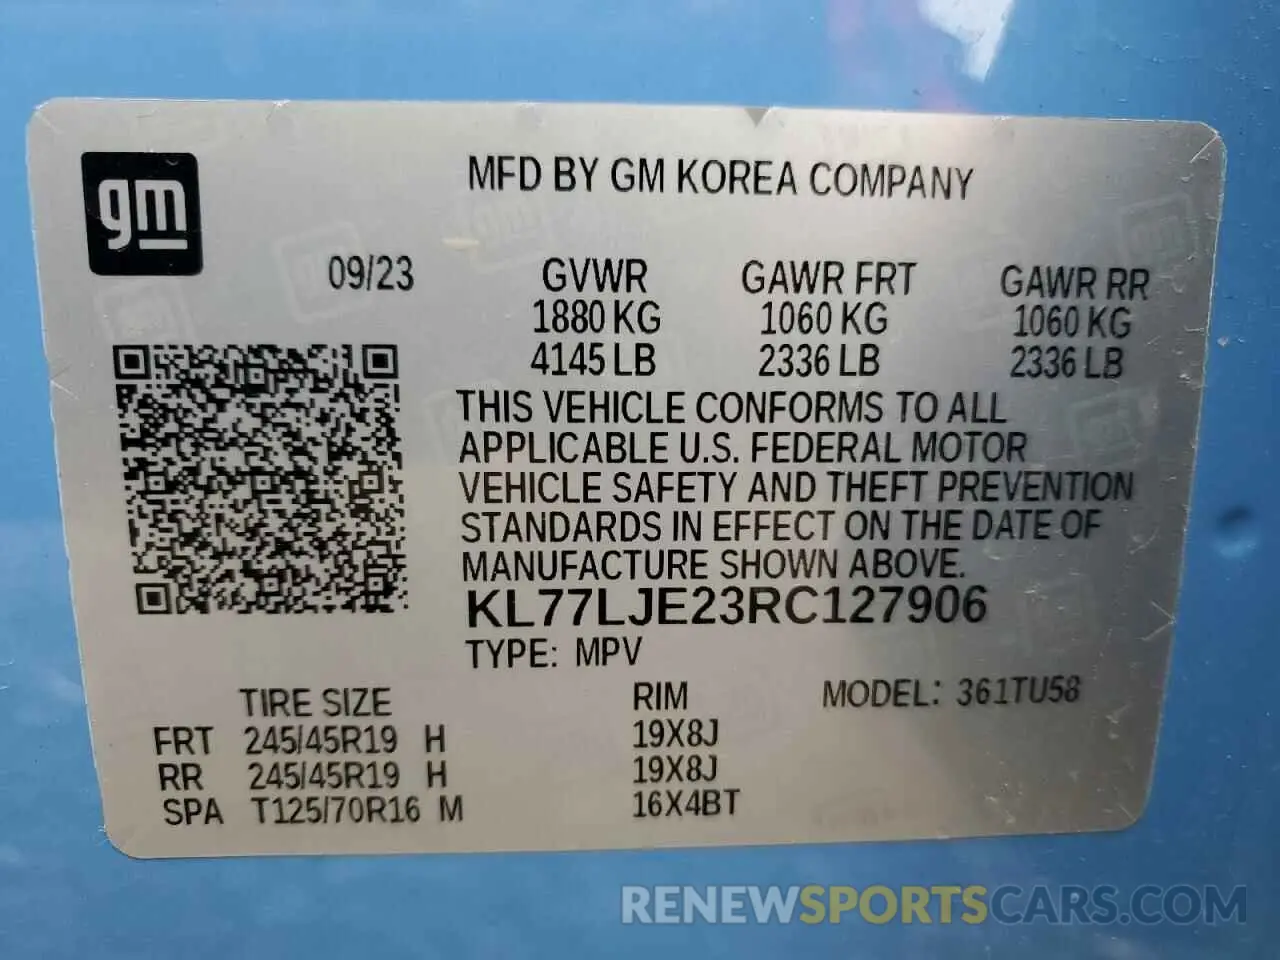 gm
MFD BY GM KOREA COMPANY
09/23 GVWR GAWR FRT GAWR RR
1880 KG 1060 KG 1060 KG
4145 LB 2336 LB 2336 LB
THIS VEHICLE CONFORMS TO ALL
APPLICABLE U.S. FEDERAL MOTOR
VEHICLE SAFETY AND THEFT PREVENTION
STANDARDS IN EFFECT ON THE DATE OF
MANUFACTURE SHOWN ABOVE.
KL77LJE23RC127906
TYPE: MPV
TIRE SIZE RIM MODEL: 361TU58
FRT 245/45R19 H 19X8J
RR 245/45R19 H 19X8J
SPA T125/70R16 M 16X4BT
RENEWSPORTSCARS.COM